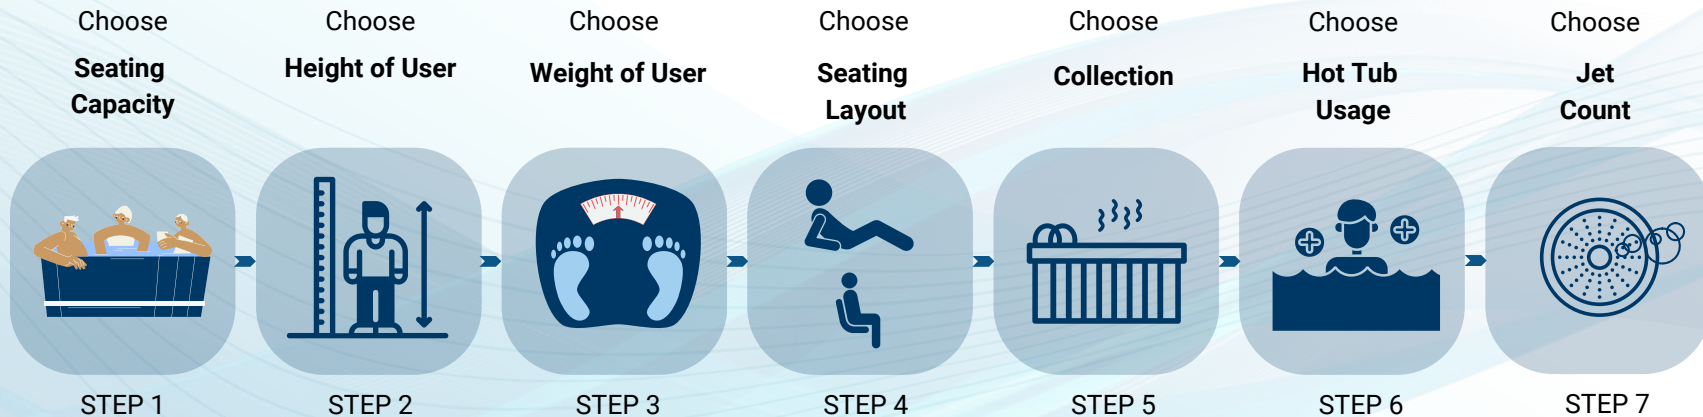 Choose
Seating
Capacity
STEP 1
Choose
Height of User
STEP 2
Choose
Weight of User
STEP 3
Choose
Seating
Layout
STEP 4
Choose
Collection
STEP 5
Choose
Hot Tub
Usage
STEP 6
Choose
Jet
Count
STEP 7